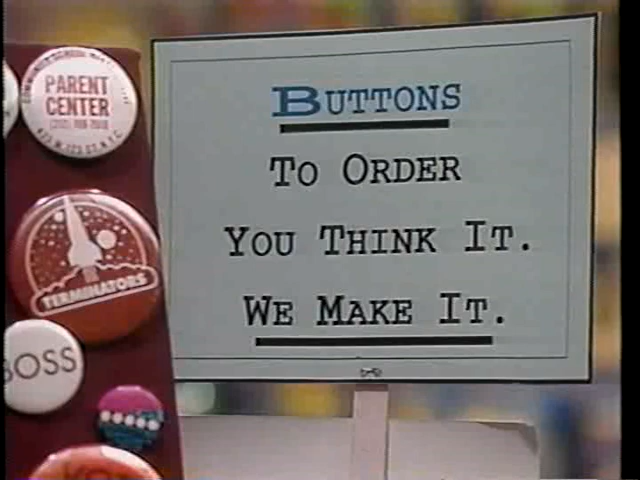 PARENT
CENTER
BUTTONS
TO ORDER
YOU THINK IT.
WE MAKE IT.
TERMINATORS
BOSS